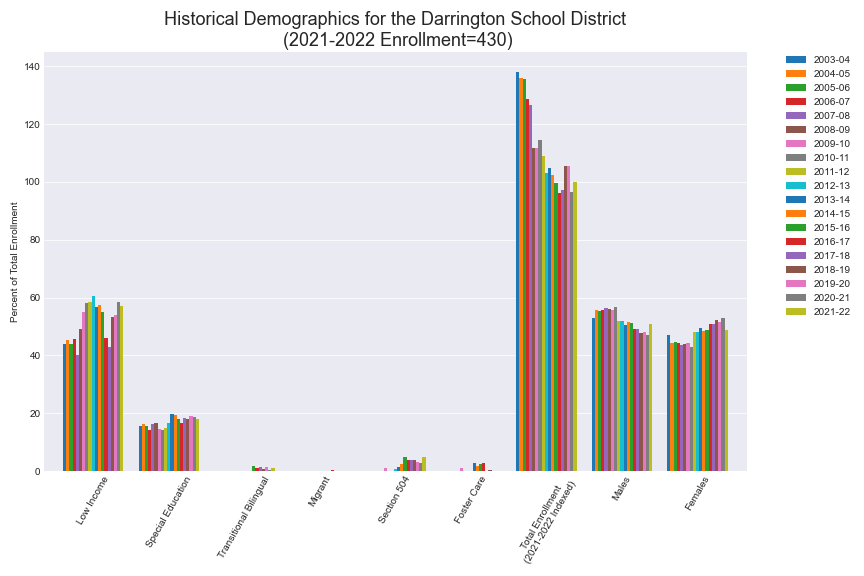 Historical Demographics for the Darrington School District
(2021-2022 Enrollment=430)
Percent of Total Enrollment
140
120
100
80
60
40
20
0
Low Income
Special Education
Transitional Bilingual
Migrant
Section 504
Foster Care
Total Enrollment
(2021-2022 Indexed)
Males
Females
2003-04
2004-05
2005-06
2006-07
2007-08
2008-09
2009-10
2010-11
2011-12
2012-13
2013-14
2014-15
2015-16
2016-17
2017-18
2018-19
2019-20
2020-21
2021-22